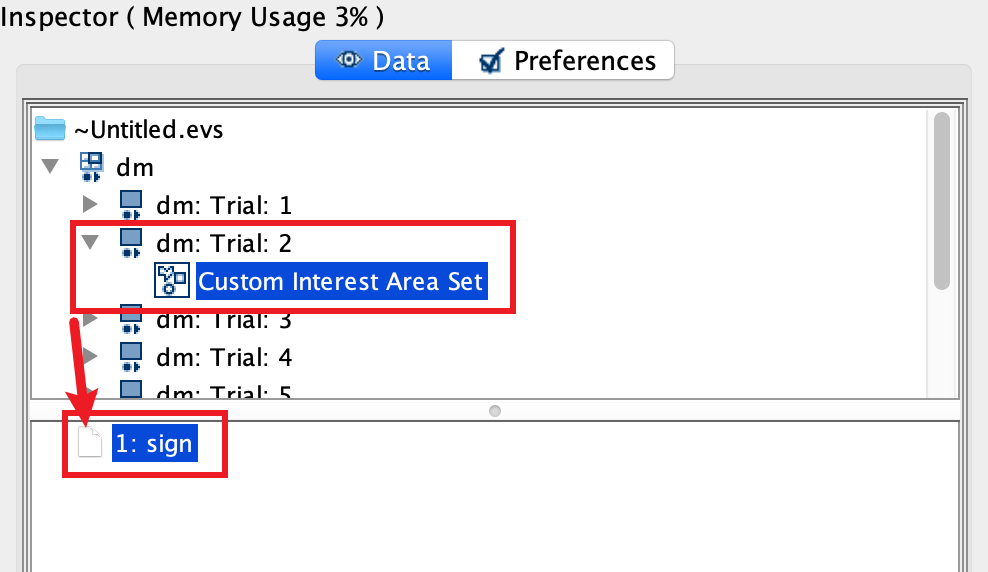 Inspector ( Memory Usage 3% )
Data
Preferences
~Untitled.evs
dm
dm: Trial: 1
dm: Trial: 2
Custom Interest Area Set
dm: Trial: 3
dm: Trial: 4
dm: Trial: 5
1: sign